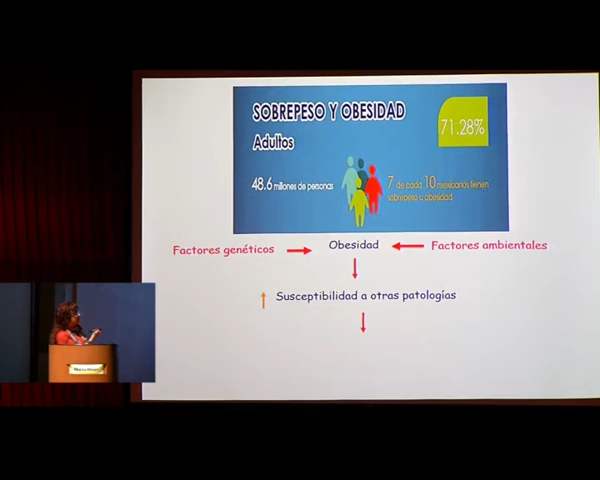 SOBREPESO Y OBESIDAD
Adultos
71.28%
48.6 millones de personas
7 de cada 10 mexicanos tienen
sobrepeso u obesidad
Factores genéticos
Obesidad
Factores ambientales
Susceptibilidad a otras patologías